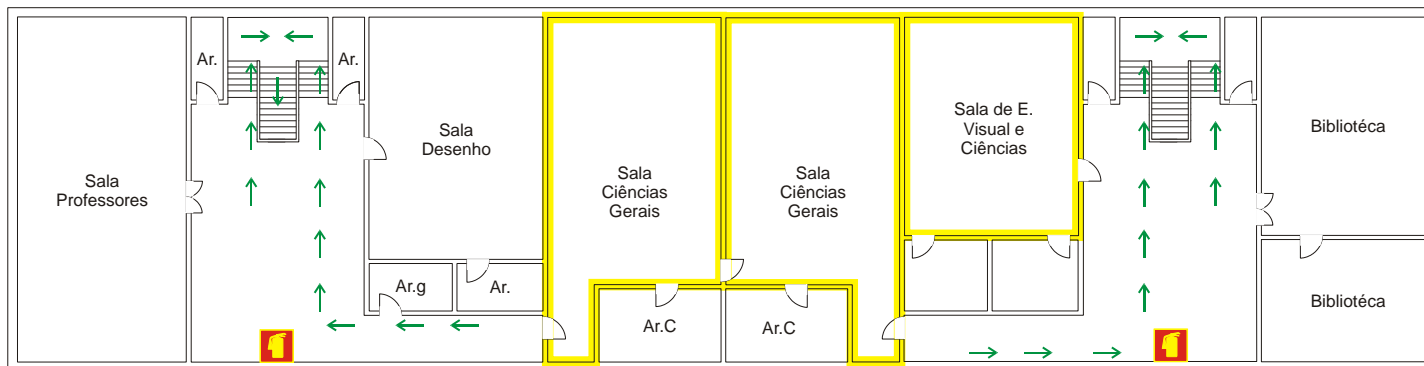 Ar.
Ar.
Sala
Professores
Sala
Desenho
Ar.g
Ar.
Sala
Ciências
Gerais
Ar.C
Sala
Ciências
Gerais
Ar.C
Sala de E.
Visual e
Ciências
Bibliotéca
Bibliotéca